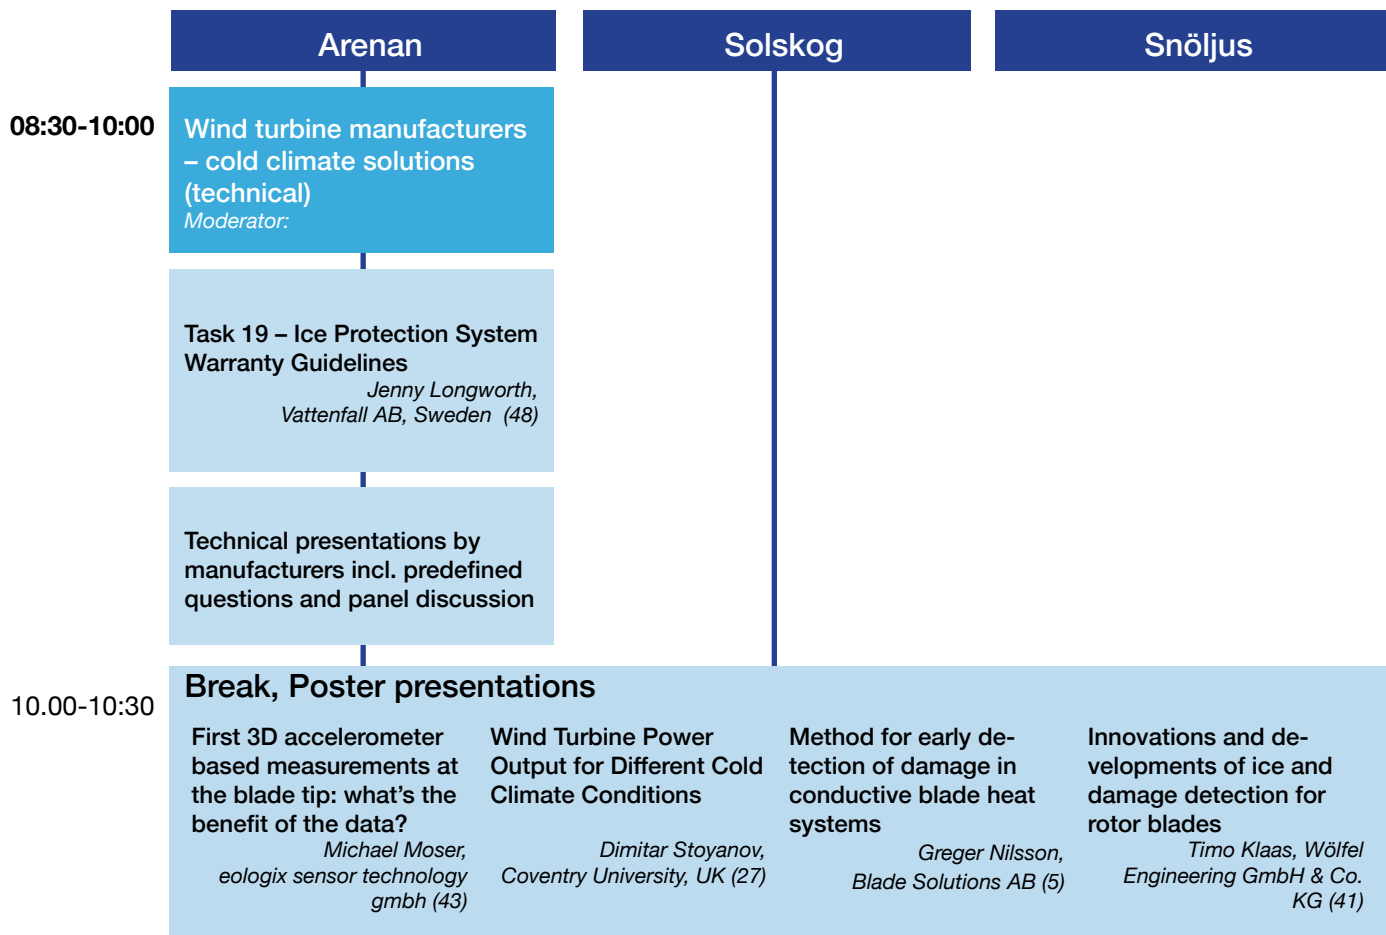 Arenan
Solskog
Snöljus
08:30-10:00
Wind turbine manufacturers
– cold climate solutions
(technical)
Moderator:
Task 19 – Ice Protection System
Warranty Guidelines
Jenny Longworth,
Vattenfall AB, Sweden  (48)
Technical presentations by
manufacturers incl. predefined
questions and panel discussion
10.00-10:30
Break, Poster presentations
First 3D accelerometer
based measurements at
the blade tip: what’s the
benefit of the data?
Michael Moser,
eologix sensor technology
gmbh (43)
Wind Turbine Power
Output for Different Cold
Climate Conditions
Dimitar Stoyanov,
Coventry University, UK (27)
Method for early de-
tection of damage in
conductive blade heat
systems
Greger Nilsson,
Blade Solutions AB (5)
Innovations and de-
velopments of ice and
damage detection for
rotor blades
Timo Klaas, Wölfel
Engineering GmbH & Co.
KG (41)